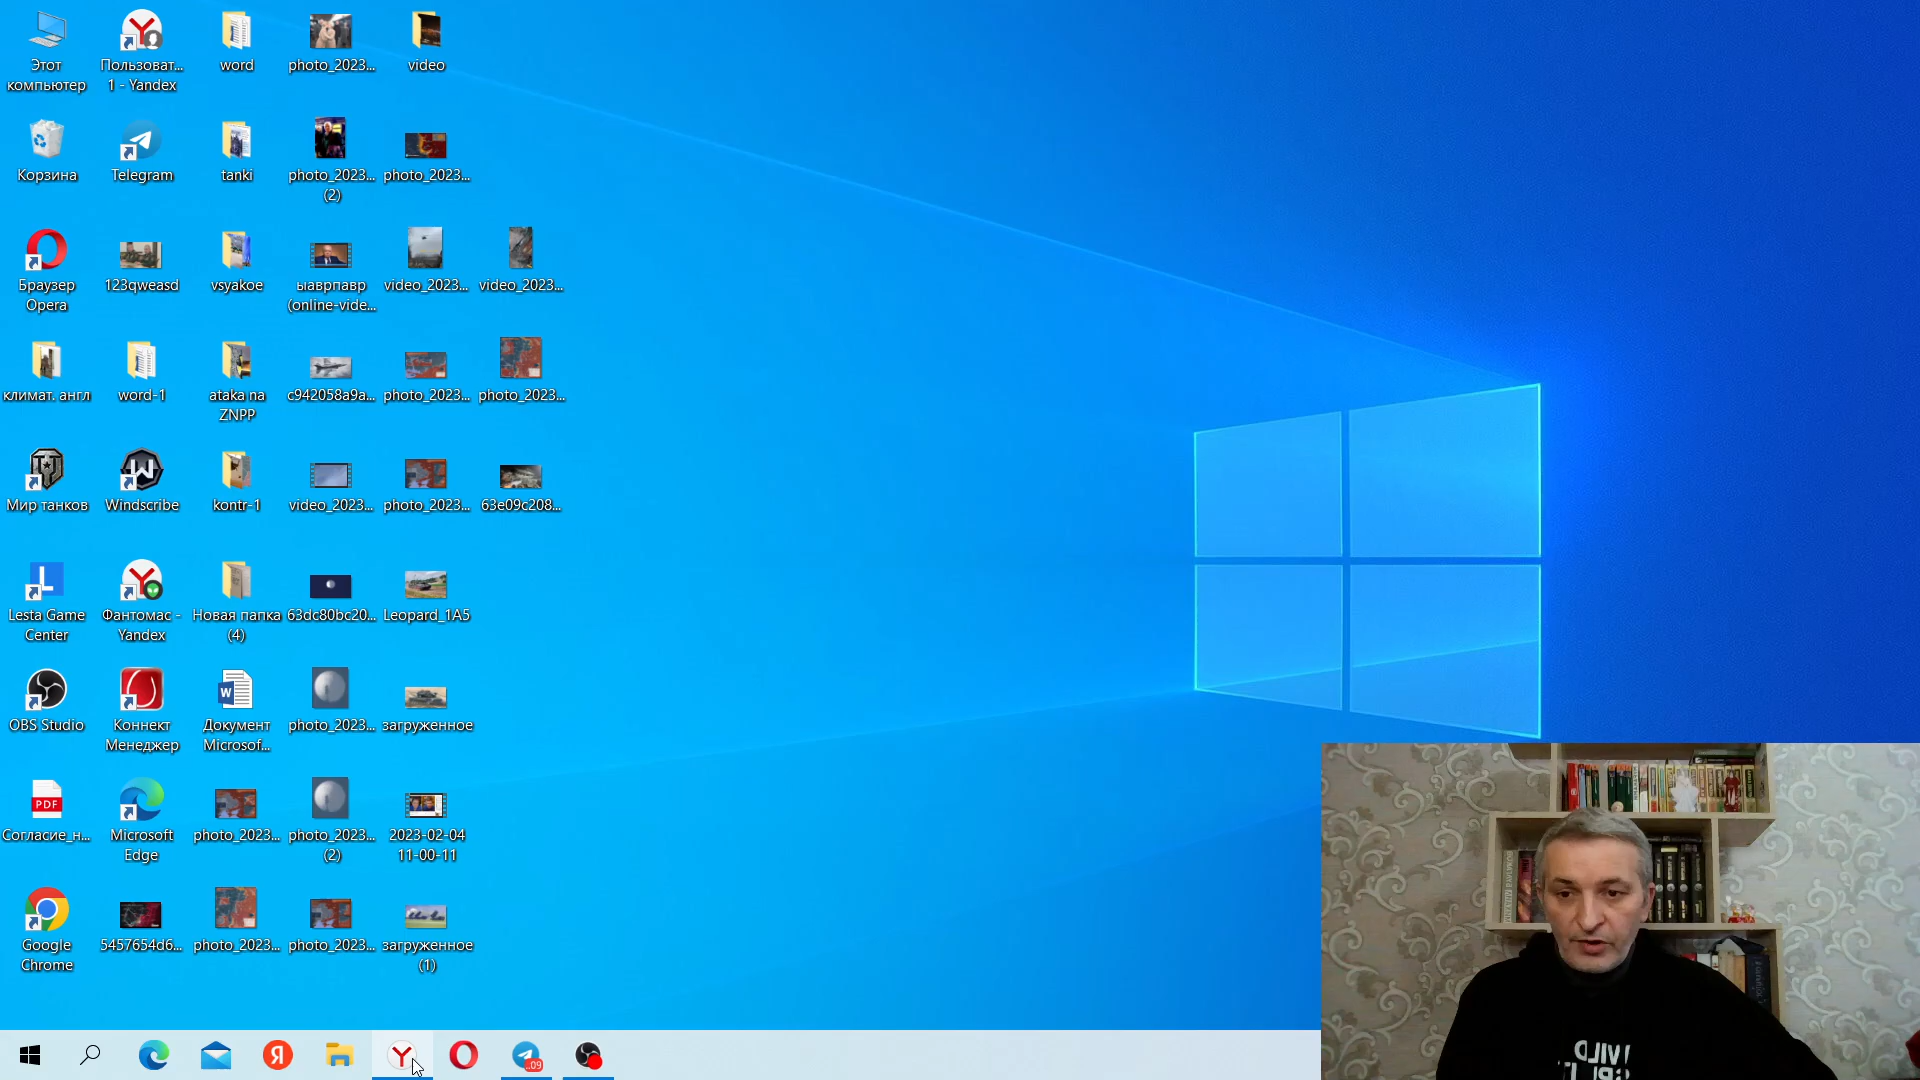 Этот
компьютер
Пользоват...
1 - Yandex
word
photo_2023...
video
Корзина
Telegram
tanki
photo_2023...
(2)
photo_2023...
Браузер
Opera
123qweasd
vsyakoe
ыаврпавр
(online-vide...
video_2023...
video_2023...
климат. англ
word-1
ataka na
ZNPP
c942058a9a...
photo_2023...
photo_2023...
Мир танков
Windscribe
kontr-1
video_2023...
photo_2023...
63e09c208...
Lesta Game
Center
Фантомас -
Yandex
Новая папка
(4)
63dc80bc20...
Leopard_1A5
OBS Studio
Коннект
Менеджер
Документ
Microsof...
photo_2023...
загруженное
PDF
Согласие_н...
Microsoft
Edge
photo_2023...
photo_2023...
(2)
2023-02-04
11-00-11
Google
Chrome
5457654d6...
photo_2023...
photo_2023...
загруженное
(1)
..09